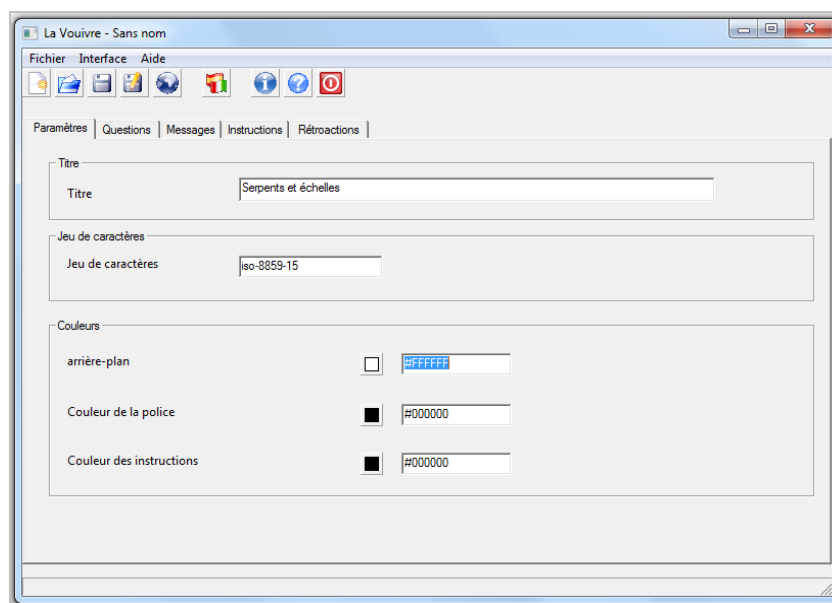 La Vouivre - Sans nom
Fichier Interface Aide
Paramètres Questions Messages Instructions Rétroactions
Titre
Titre Serpents et échelles
Jeu de caractères
Jeu de caractères iso-8859-15
Couleurs
arrière-plan #FFFFFF
Couleur de la police #000000
Couleur des instructions #000000